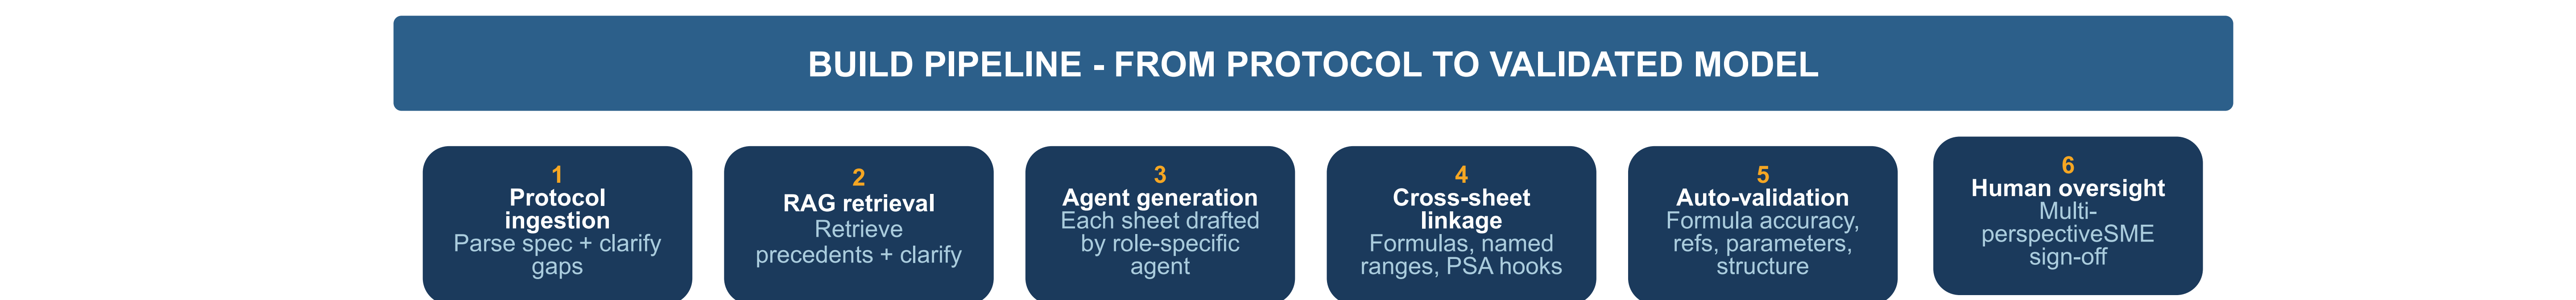 BUILD PIPELINE - FROM PROTOCOL TO VALIDATED MODEL
1
Protocol
ingestion
Parse spec + clarify
gaps
2
RAG retrieval
Retrieve
precedents + clarify
3
Agent generation
Each sheet drafted
by role-specific
agent
4
Cross-sheet
linkage
Formulas, named
ranges, PSA hooks
5
Auto-validation
Formula accuracy,
refs, parameters,
structure
6
Human oversight
Multi-
perspectiveSME
sign-off